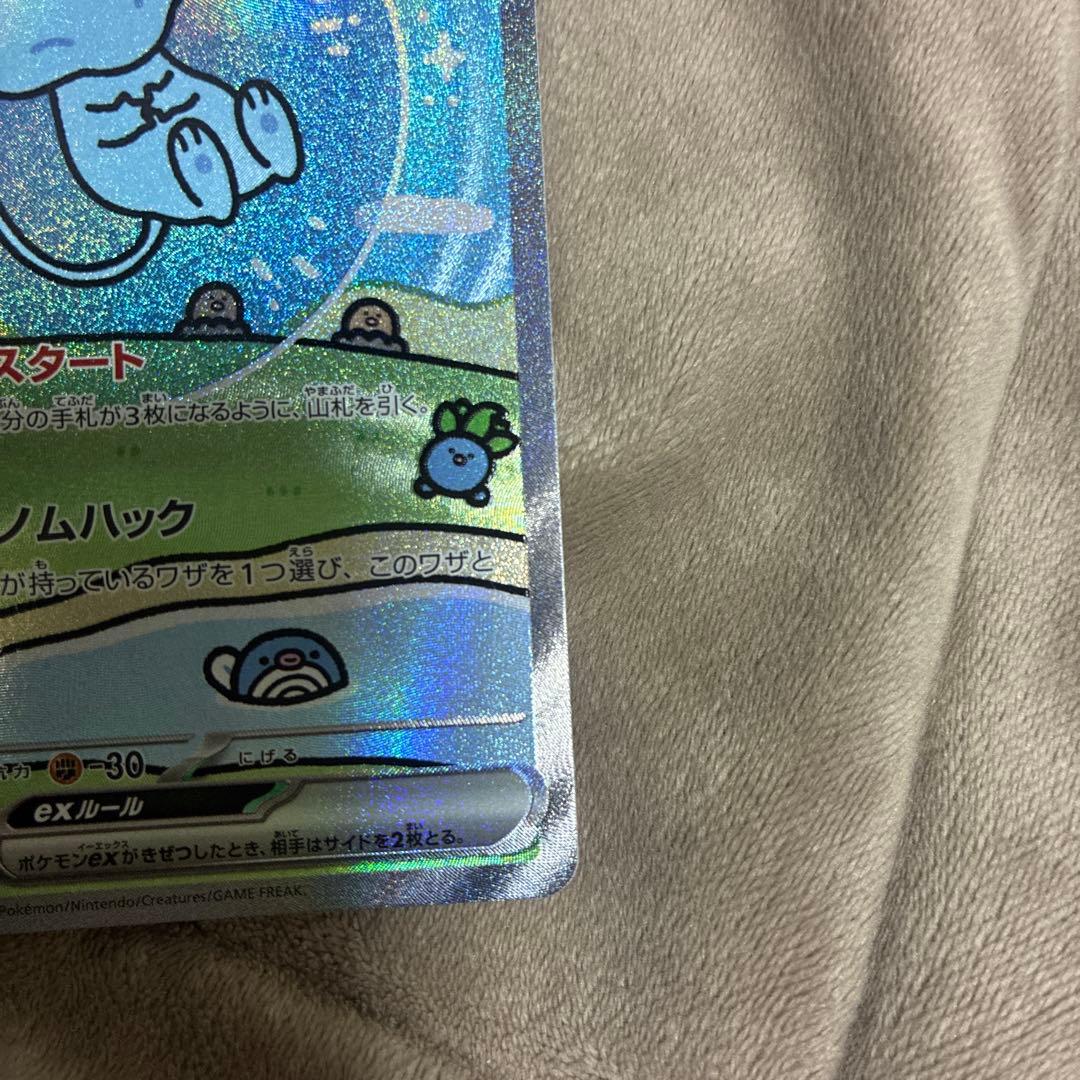 スタート
分の手札が3枚になるように、山札を引く。
ノムハック
が持っているワザを1つ選び、このワザと
抗力 -30 にげる
exルール
ポケモンexがきぜつしたとき、相手はサイドを2枚とる。
Pokémon/Nintendo/Creatures/GAME FREAK.